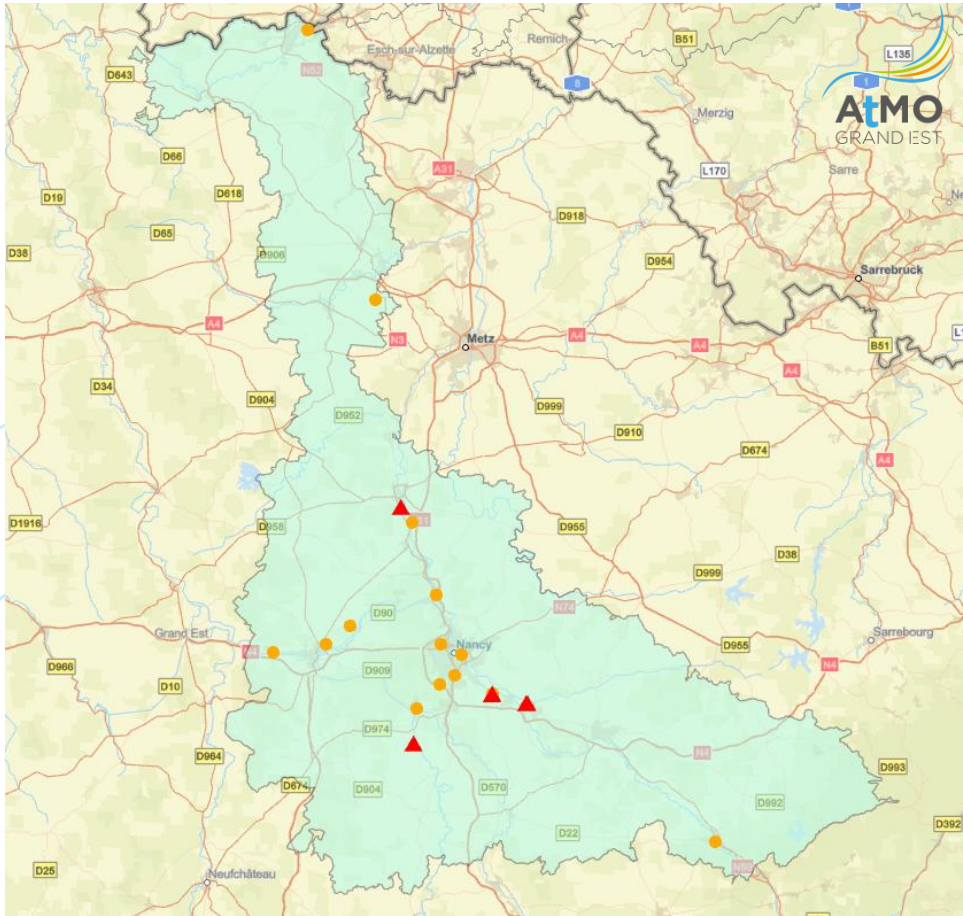 Remich
B51
L135
1
Esch-sur-Alzette
N52
D643
8
1
AtMO
GRAND EST
Merzig
D66
D618
A31
L170
Sarre
D19
D918
D65
D38
D906
D954
Sarrebruck
A4
N3
Metz
A4
A4
B51
D34
D904
D952
D999
D910
A4
D674
A4
D1916
D958
D955
D38
D999
N74
Grand Est
A4
D90
Nancy
D955
Sarrebourg
D966
D909
N4
D10
D974
N4
D964
D674
D904
D570
D992
D993
D22
D392
D25
Neufchâteau